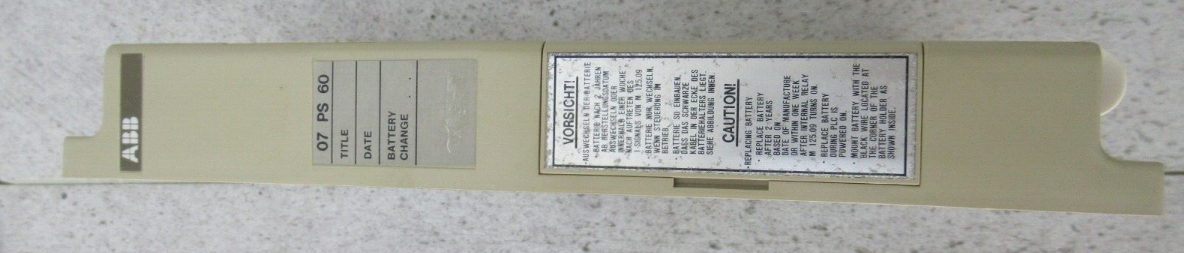 ABB
07 PS 60
TITLE
DATE
BATTERY
CHANGE
VORSICHT!
·AUSWECHSELN DER BATTERIE
·BATTERIE NACH 2 JAHREN
AB HERSTELLUNGSDATUM
AUSWECHSELN ODER
INNERHALB EINER WOCHE
NACH AUFTRETEN DES
1-SIGNALS VON M 125.09
·BATTERIE NUR WECHSELN,
WENN STEUERUNG IM
BETRIEB.
·BATTERIE SO EINBAUEN,
DASS DAS SCHWARZE
KABEL IN DER ECKE DES
BATTERIEHALTERS LIEGT.
SIEHE ABBILDUNG INNEN.
CAUTION!
·REPLACING BATTERY
·REPLACE BATTERY
AFTER 2 YEARS
BASED ON
DATE OF MANUFACTURE
OR WITHIN ONE WEEK
AFTER INTERNAL RELAY
M 125.09 TURNS ON.
·REPLACE BATTERY
DURING PLC IS
POWERED ON.
·MOUNT BATTERY WITH THE
BLACK WIRE LOCATED AT
THE CORNER OF THE
BATTERY HOLDER AS
SHOWN INSIDE.